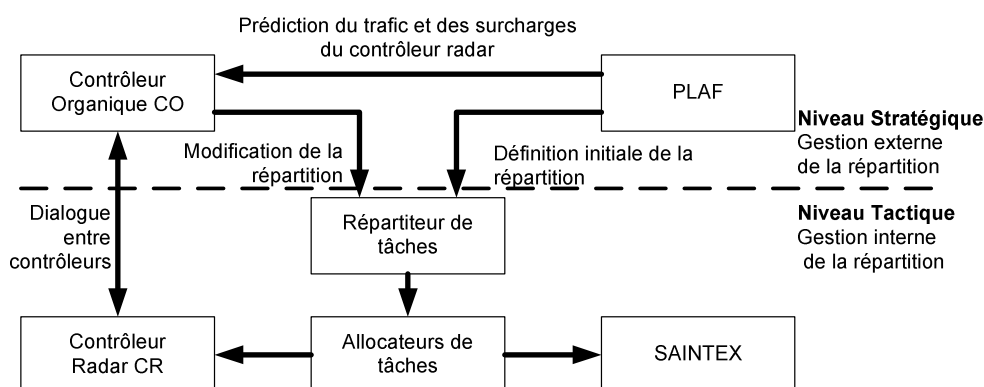 Prédiction du trafic et des surcharges
du contrôleur radar
Contrôleur
Organique CO
PLAF
Niveau Stratégique
Gestion externe
de la répartition
Modification de la
répartition
Définition initiale de la
répartition
Dialogue
entre
contrôleurs
Répartiteur de
tâches
Niveau Tactique
Gestion interne
de la répartition
Contrôleur
Radar CR
Allocateurs de
tâches
SAINTEX